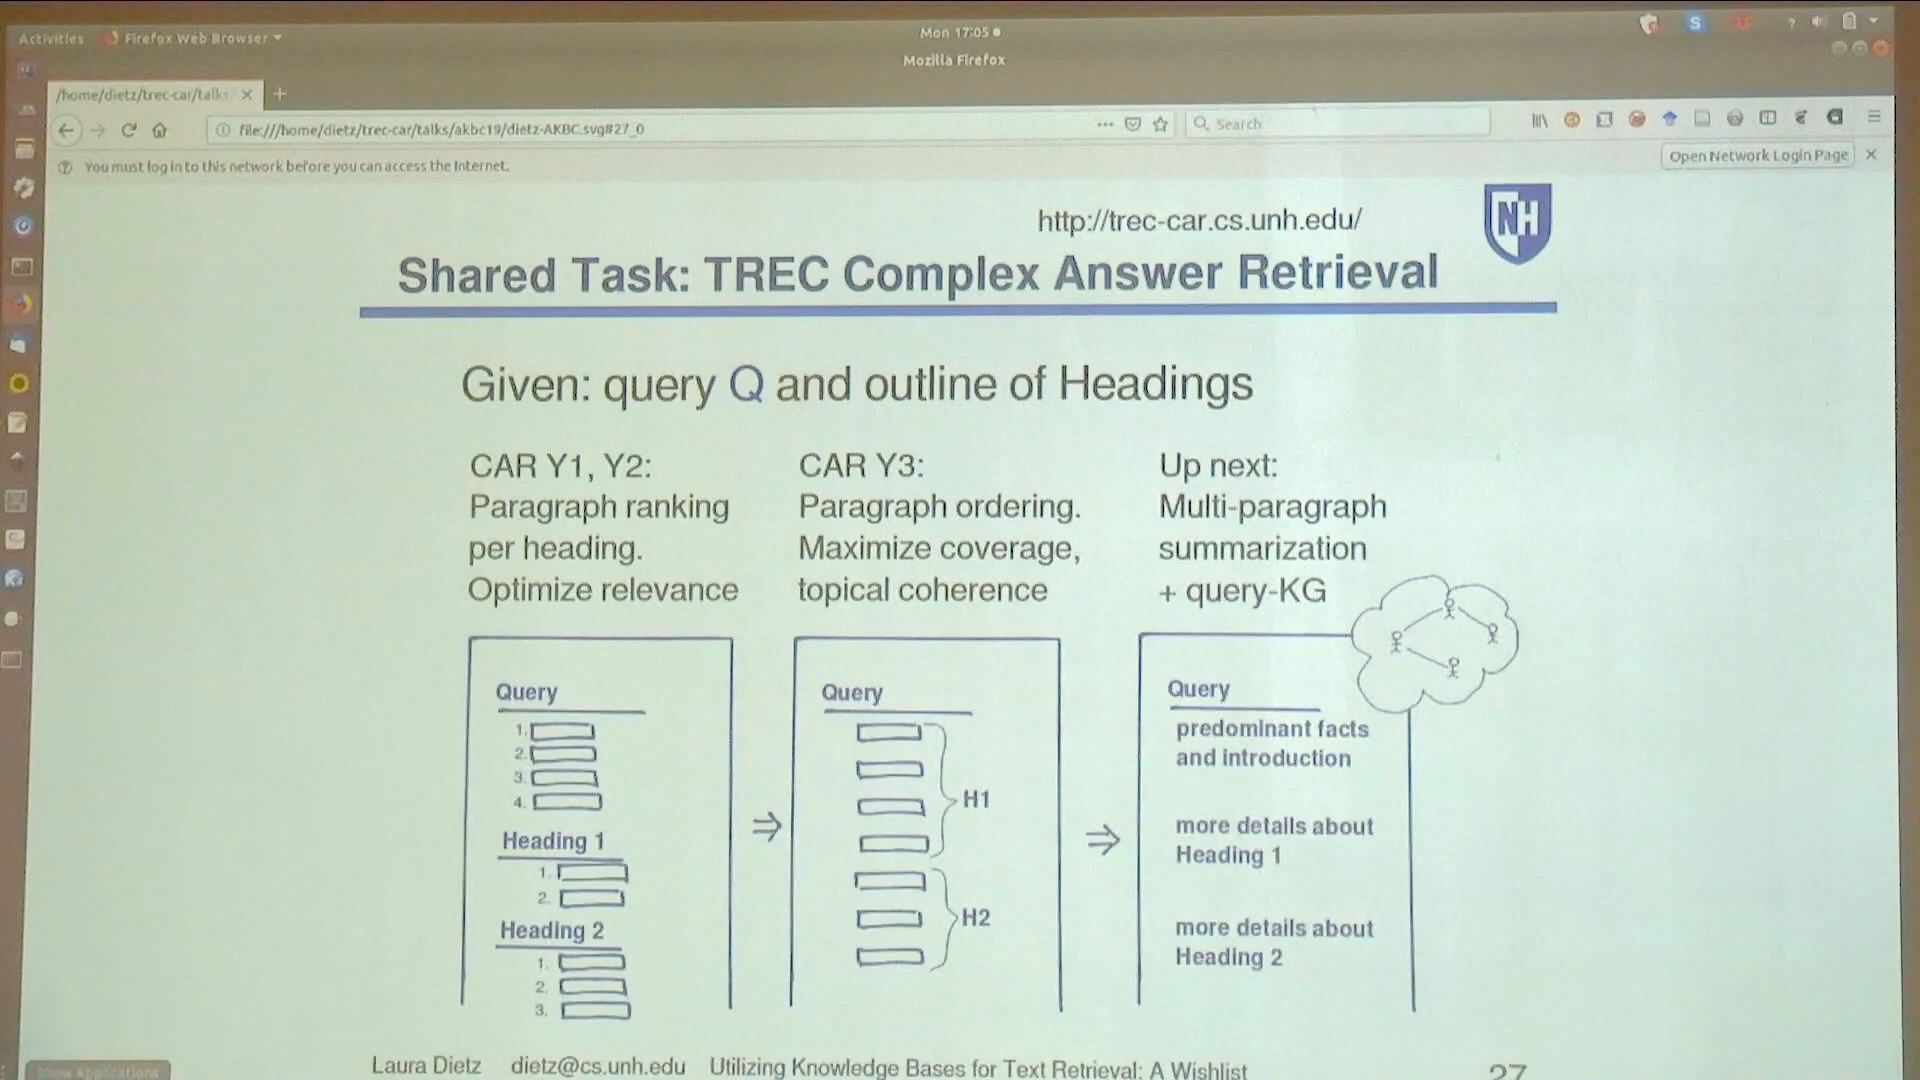 Activities Firefox Web Browser
Mon 17:05
Mozilla Firefox
/home/dietz/trec-car/talks
file:///home/dietz/trec-car/talks/akbc19/dietz-AKBC.svg#27_0
Search
You must log in to this network before you can access the Internet.
Open Network Login Page
http://trec-car.cs.unh.edu/
NH
Shared Task: TREC Complex Answer Retrieval
Given: query Q and outline of Headings
CAR Y1, Y2:
Paragraph ranking
per heading.
Optimize relevance
CAR Y3:
Paragraph ordering.
Maximize coverage,
topical coherence
Up next:
Multi-paragraph
summarization
+ query-KG
Query
1.
2.
3.
4.
Heading 1
1.
2.
Heading 2
1.
2.
3.
Query
H1
H2
Query
predominant facts
and introduction
more details about
Heading 1
more details about
Heading 2
Laura Dietz dietz@cs.unh.edu Utilizing Knowledge Bases for Text Retrieval: A Wishlist
27
Show Applications